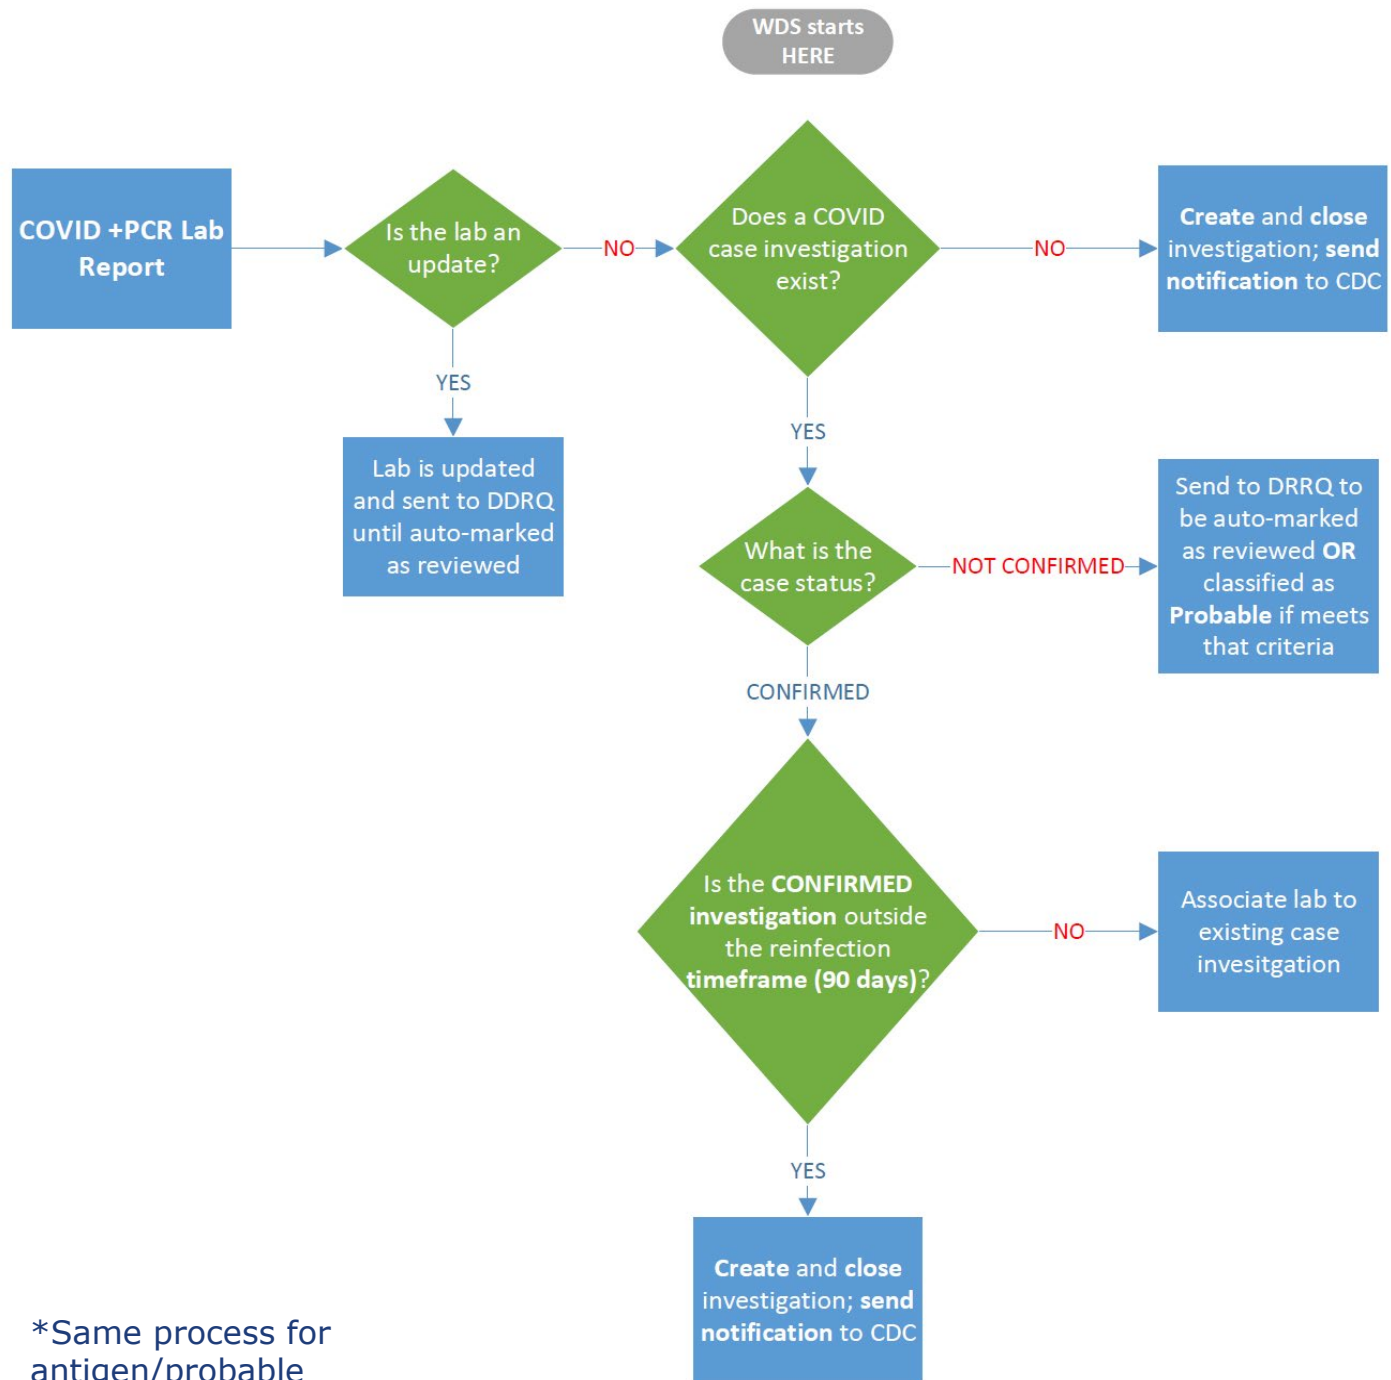 WDS starts
HERE
COVID +PCR Lab
Report
Is the lab an
update?
NO
Does a COVID
case investigation
exist?
NO
Create and close
investigation; send
notification to CDC
YES
Lab is updated
and sent to DDRQ
until auto-marked
as reviewed
YES
What is the
case status?
NOT CONFIRMED
Send to DRRQ to
be auto-marked
as reviewed OR
classified as
Probable if meets
that criteria
CONFIRMED
Is the CONFIRMED
investigation outside
the reinfection
timeframe (90 days)?
NO
Associate lab to
existing case
invesitgation
YES
Create and close
investigation; send
notification to CDC
*Same process for
antigen/probable